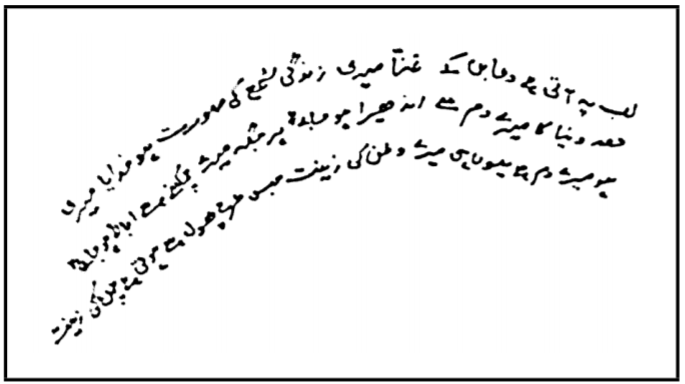 لب پہ آتی ہے دعا بن کے تمنا میری زندگی شمع کی صورت ہو خدایا میری
دور دنیا کا میرے دم سے اندھیرا ہو جائے ہر جگہ میرے چمکنے سے اجالا ہو جائے
ہو میرے دم سے یوں ہی میرے وطن کی زینت جس طرح پھول سے ہوتی ہے چمن کی زینت